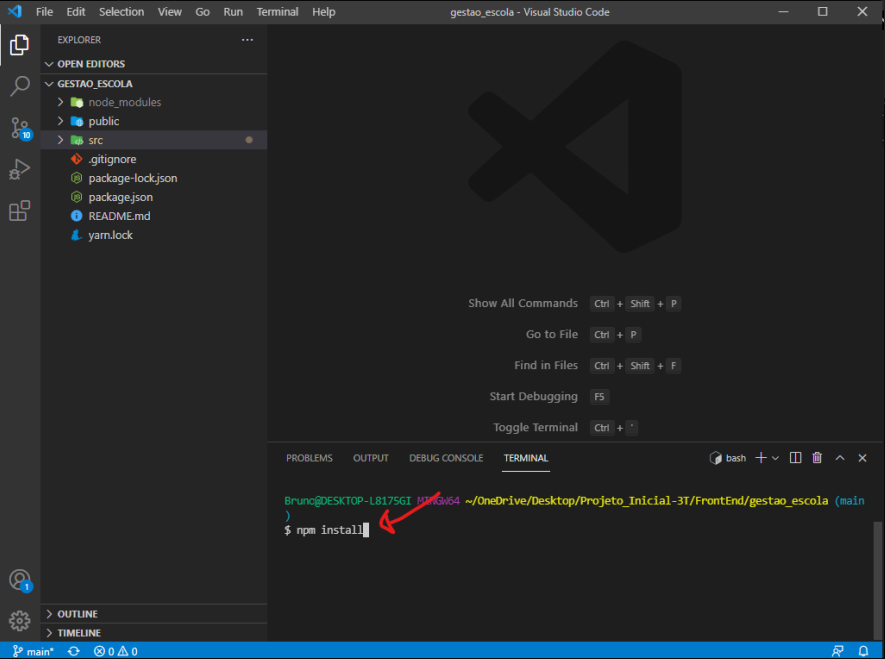 File Edit Selection View Go Run Terminal Help gestao_escola - Visual Studio Code
EXPLORER ...
OPEN EDITORS
GESTAO_ESCOLA
node_modules
public
src
.gitignore
package-lock.json
package.json
README.md
yarn.lock
10
Show All Commands Ctrl + Shift + P
Go to File Ctrl + P
Find in Files Ctrl + Shift + F
Start Debugging F5
Toggle Terminal Ctrl + `
PROBLEMS OUTPUT DEBUG CONSOLE TERMINAL bash
Bruno@DESKTOP-L8175GI MINGW64 ~/OneDrive/Desktop/Projeto_Inicial-3T/FrontEnd/gestao_escola (main
)
$ npm install
1
OUTLINE
TIMELINE
main* 0 0